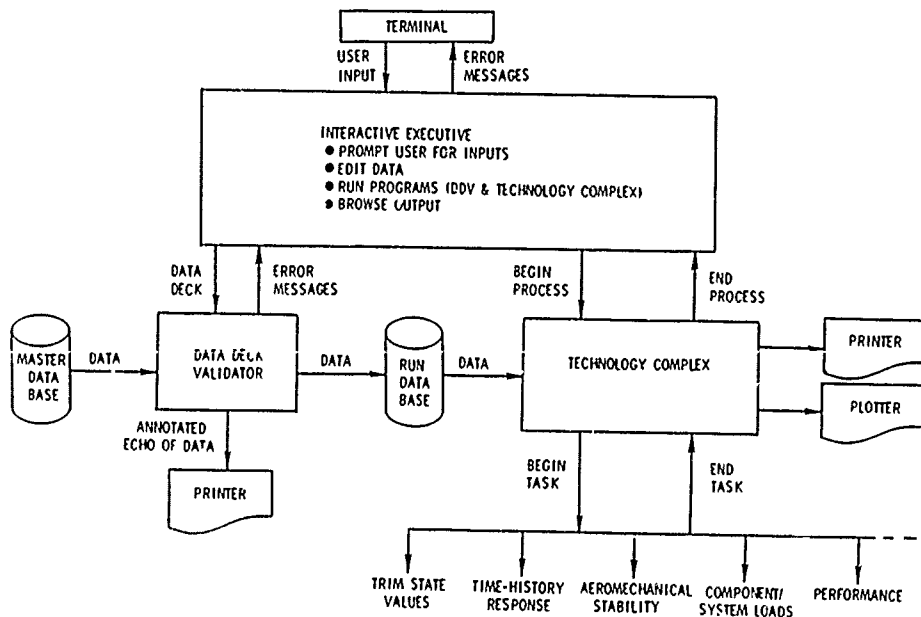 TERMINAL
USER
INPUT
ERROR
MESSAGES
INTERACTIVE EXECUTIVE
● PROMPT USER FOR INPUTS
● EDIT DATA
● RUN PROGRAMS (DDV & TECHNOLOGY COMPLEX)
● BROWSE OUTPUT
DATA
DECK
ERROR
MESSAGES
BEGIN
PROCESS
END
PROCESS
MASTER
DATA
BASE
DATA
DATA DECK
VALIDATOR
DATA
RUN
DATA
BASE
DATA
TECHNOLOGY COMPLEX
PRINTER
PLOTTER
ANNOTATED
ECHO OF DATA
PRINTER
BEGIN
TASK
END
TASK
TRIM STATE
VALUES
TIME-HISTORY
RESPONSE
AEROMECHANICAL
STABILITY
COMPONENT/
SYSTEM LOADS
PERFORMANCE